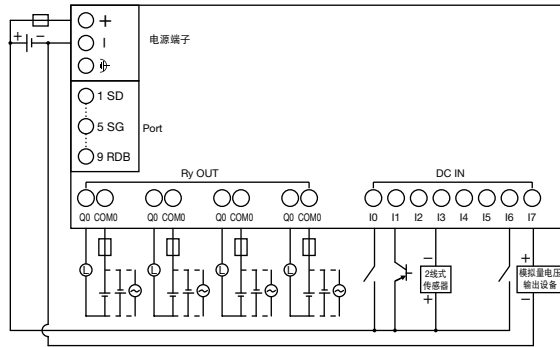 +
+ −
−
电源端子
1 SD
5 SG
Port
9 RDB
Ry OUT
DC IN
Q0 COM0 Q0 COM0 Q0 COM0 Q0 COM0 I0 I1 I2 I3 I4 I5 I6 I7
L L L L
−
2线式
传感器
+
+
模拟量电压
输出设备
−